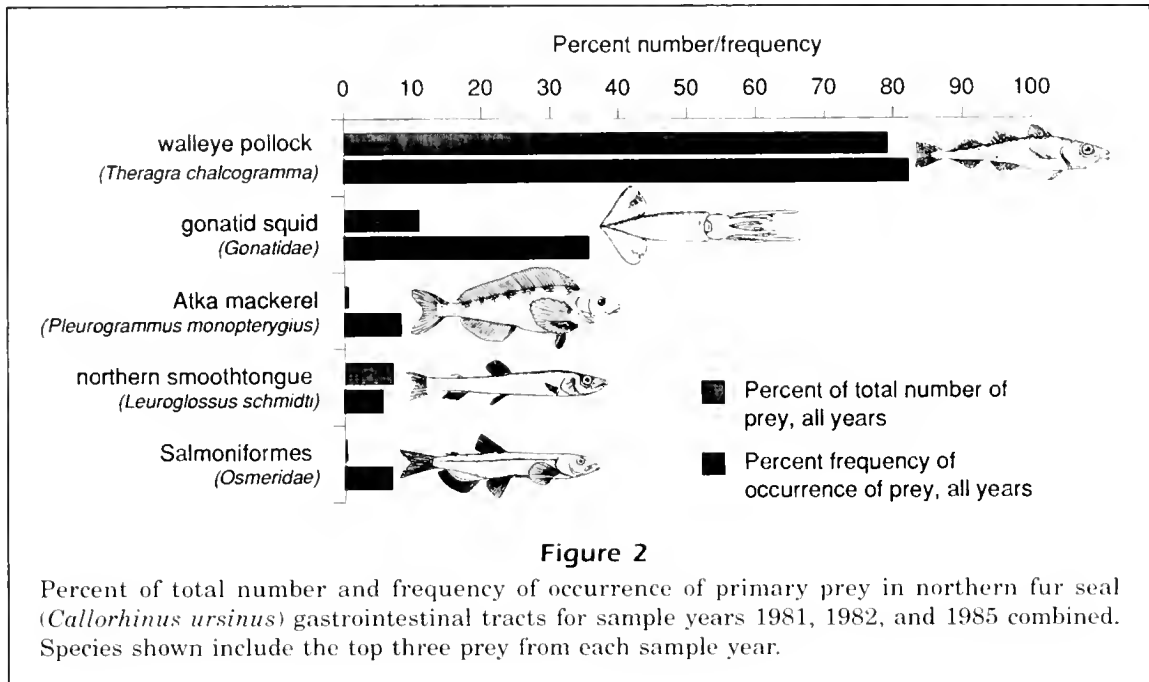 Percent number/frequency
0 10 20 30 40 50 60 70 80 90 100
walleye pollock
(Theragra chalcogramma)
gonatid squid
(Gonatidae)
Atka mackerel
(Pleurogrammus monopterygius)
northern smoothtongue
(Leuroglossus schmidti)
Salmoniformes
(Osmeridae)
Percent of total number of
prey, all years
Percent frequency of
occurrence of prey, all years
Figure 2
Percent of total number and frequency of occurrence of primary prey in northern fur seal
(Callorhinus ursinus) gastrointestinal tracts for sample years 1981, 1982, and 1985 combined.
Species shown include the top three prey from each sample year.